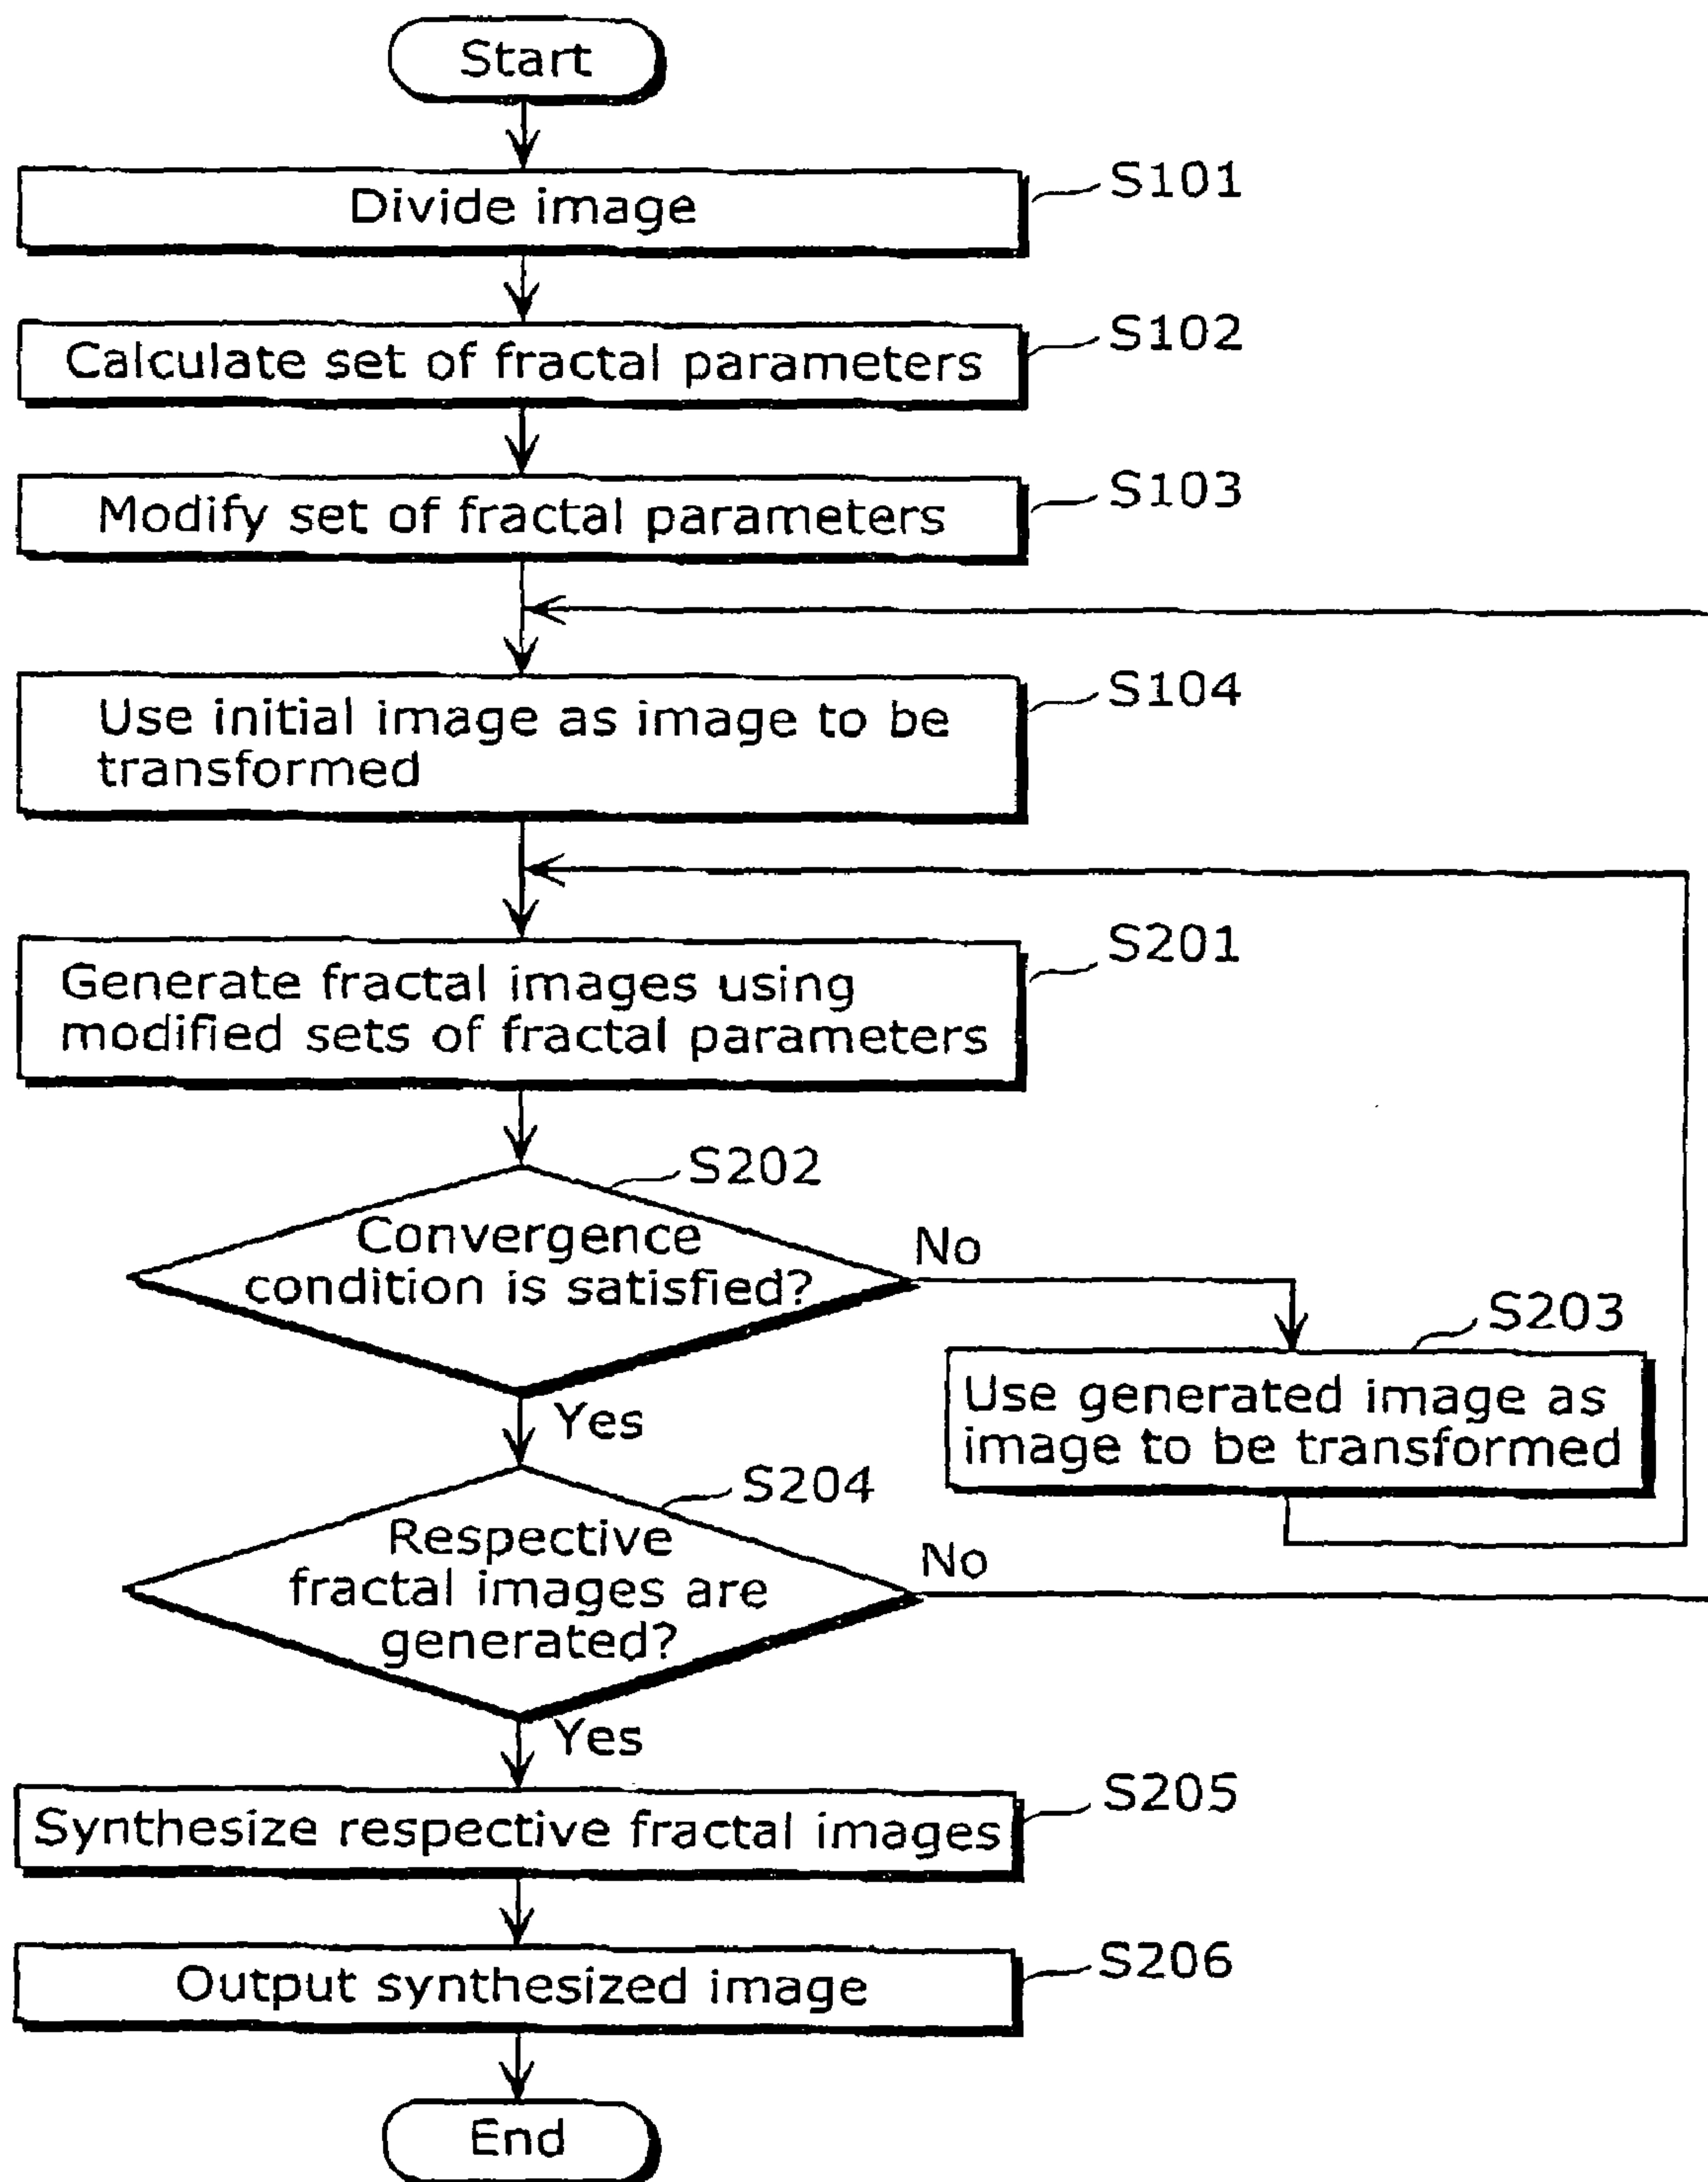 Start
Divide image
S101
Calculate set of fractal parameters
S102
Modify set of fractal parameters
S103
Use initial image as image to be
transformed
S104
Generate fractal images using
modified sets of fractal parameters
S201
S202
Convergence
condition is satisfied?
No
Yes
S203
Use generated image as
image to be transformed
S204
Respective
fractal images are
generated?
No
Yes
Synthesize respective fractal images
S205
Output synthesized image
S206
End